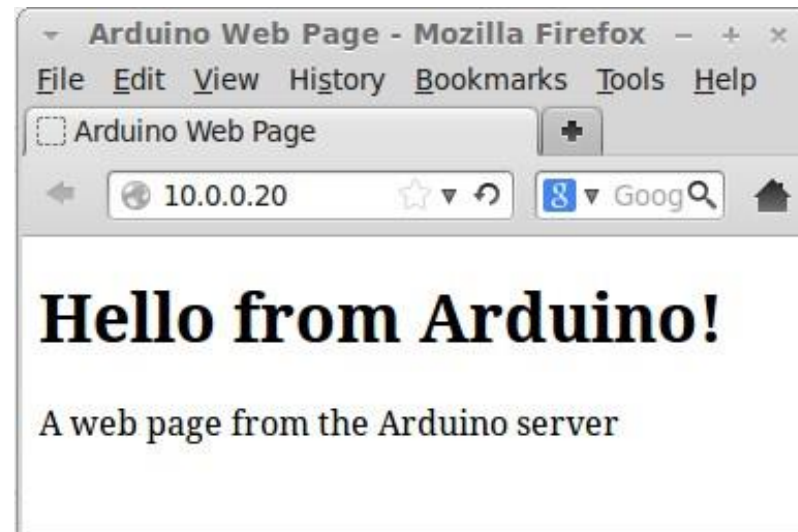 Arduino Web Page - Mozilla Firefox
File Edit View History Bookmarks Tools Help
Arduino Web Page
10.0.0.20 8 Goog
Hello from Arduino!
A web page from the Arduino server